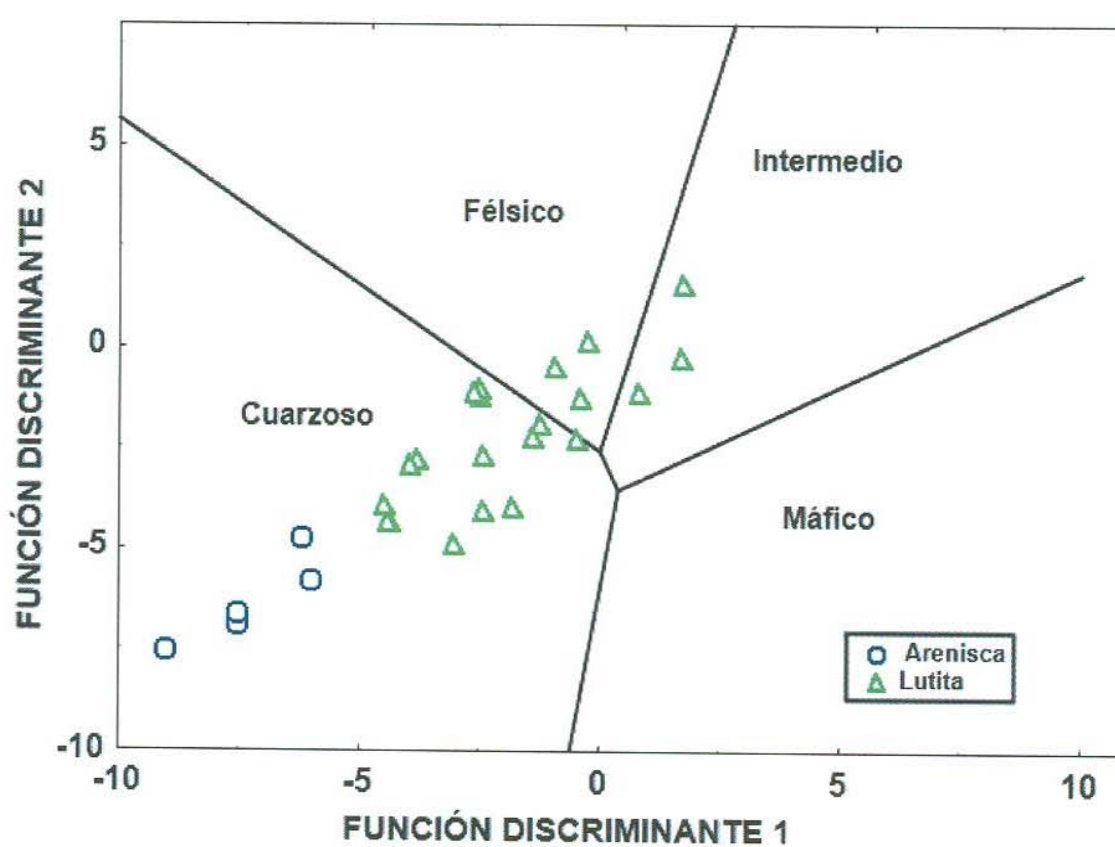 FUNCIÓN DISCRIMINANTE 2
5
0
-5
-10
Félsico
Intermedio
Cuarzoso
Máfico
Arenisca
Lutita
-10
-5
0
5
10
FUNCIÓN DISCRIMINANTE 1